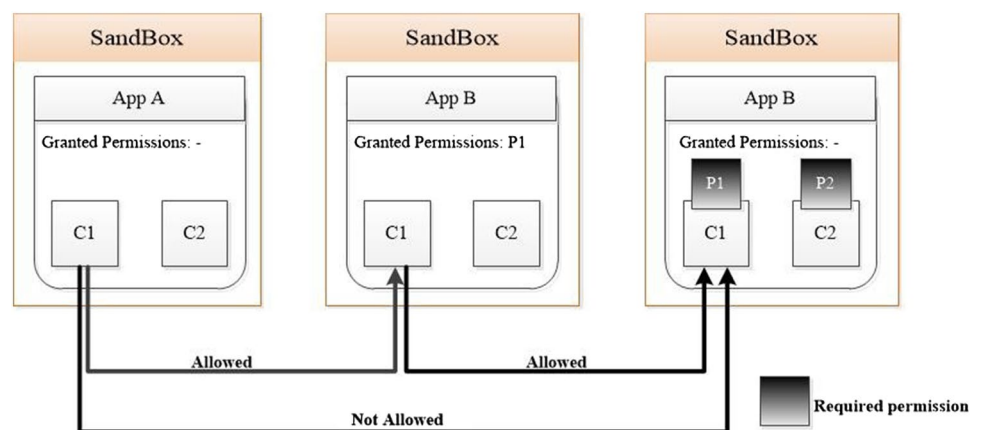 SandBox
App A
Granted Permissions: -
C1
C2
SandBox
App B
Granted Permissions: P1
C1
C2
SandBox
App B
Granted Permissions: -
P1
P2
C1
C2
Allowed
Allowed
Not Allowed
Required permission